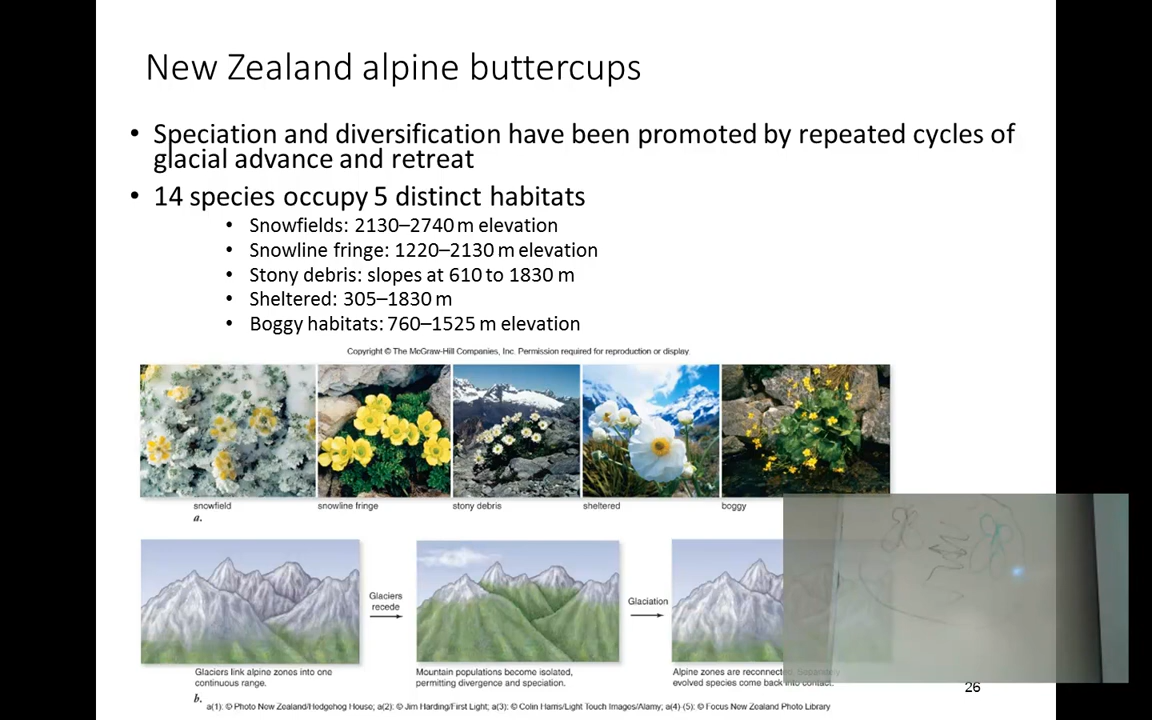 New Zealand alpine buttercups
• Speciation and diversification have been promoted by repeated cycles of
glacial advance and retreat
• 14 species occupy 5 distinct habitats
• Snowfields: 2130–2740 m elevation
• Snowline fringe: 1220–2130 m elevation
• Stony debris: slopes at 610 to 1830 m
• Sheltered: 305–1830 m
• Boggy habitats: 760–1525 m elevation
Copyright © The McGraw-Hill Companies, Inc. Permission required for reproduction or display
snowfield snowline fringe stony debris sheltered boggy
a.
Glaciers
recede
Glaciation
Glaciers link alpine zones into one
continuous range.
Mountain populations become isolated,
permitting divergence and speciation.
Alpine zones are reconnected. Separately
evolved species come back into contact.
b.
a(1): © Photo New Zealand/Hedgehog House; a(2): © Jim Harding/First Light; a(3): © Colin Harris/Light Touch Images/Alamy; a(4)-(5): © Focus New Zealand Photo Library
26